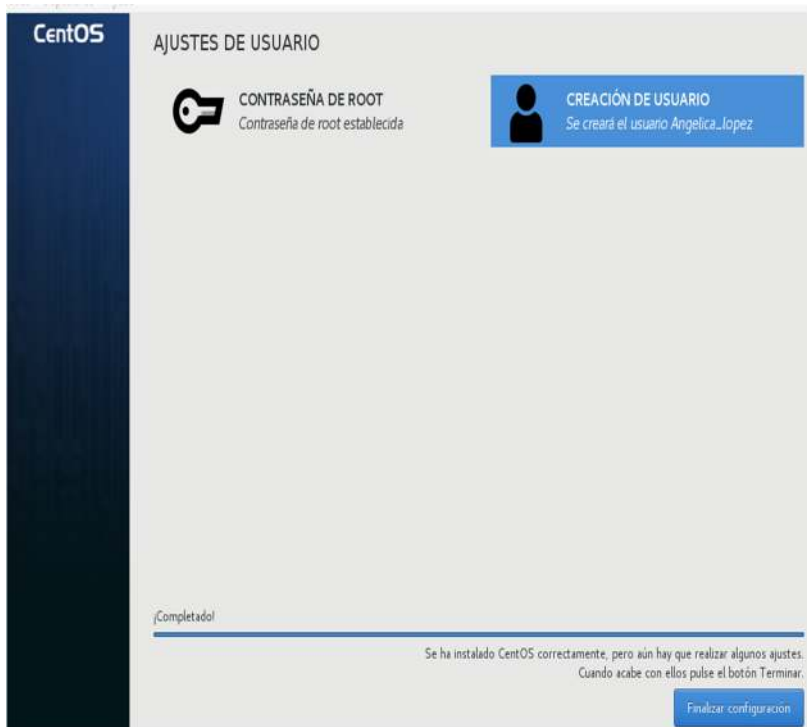 CentOS
AJUSTES DE USUARIO
CONTRASEÑA DE ROOT
Contraseña de root establecida
CREACIÓN DE USUARIO
Se creará el usuario Angelica_lopez
¡Completado!
Se ha instalado CentOS correctamente, pero aún hay que realizar algunos ajustes.
Cuando acabe con ellos pulse el botón Terminar.
Finalizar configuración